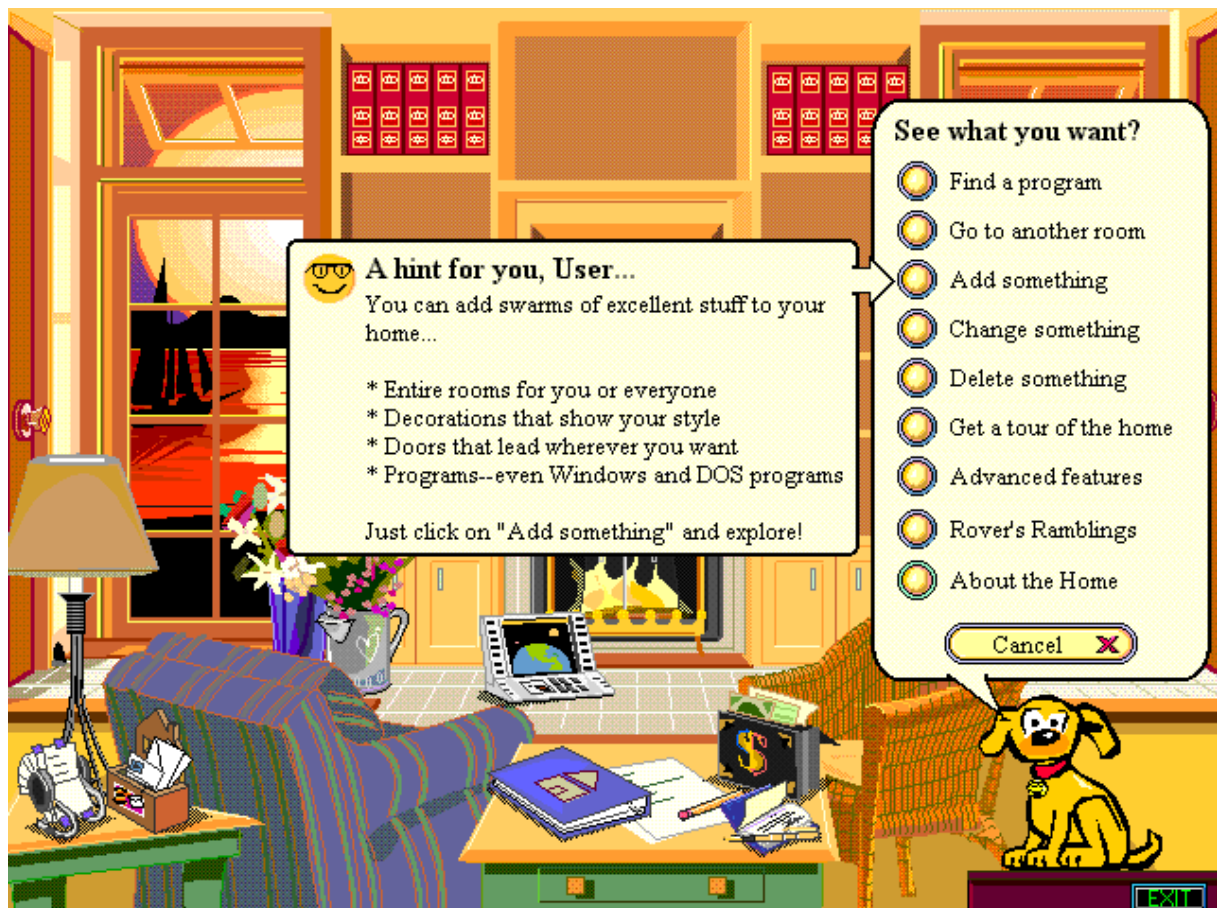 A hint for you, User...
You can add swarms of excellent stuff to your
home...
* Entire rooms for you or everyone
* Decorations that show your style
* Doors that lead wherever you want
* Programs--even Windows and DOS programs
Just click on "Add something" and explore!
See what you want?
Find a program
Go to another room
Add something
Change something
Delete something
Get a tour of the home
Advanced features
Rover's Ramblings
About the Home
Cancel
$
EXIT